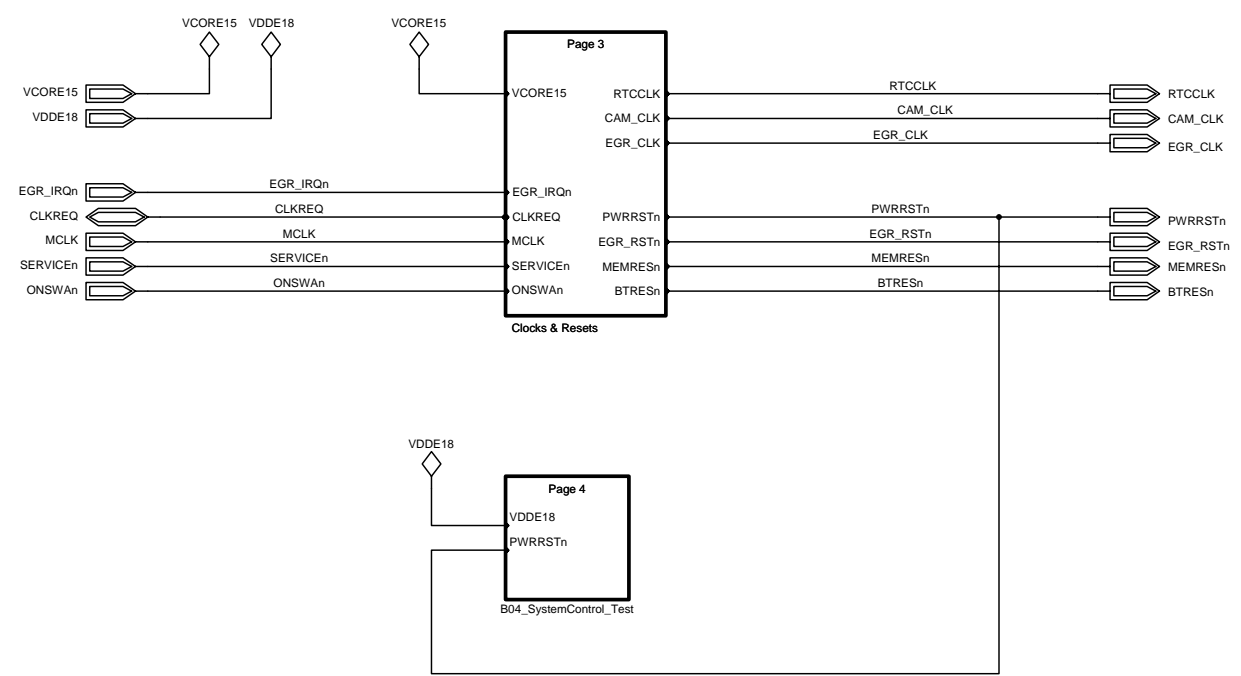 VCORE15 VDDE18 VCORE15
Page 3
VCORE15 VCORE15 RTCCLK RTCCLK RTCCLK
VDDE18 CAM_CLK CAM_CLK CAM_CLK
EGR_CLK EGR_CLK EGR_CLK
EGR_IRQn EGR_IRQn EGR_IRQn
CLKREQ CLKREQ CLKREQ PWRRSTn PWRRSTn PWRRSTn
MCLK MCLK MCLK EGR_RSTn EGR_RSTn EGR_RSTn
SERVICEn SERVICEn SERVICEn MEMRESn MEMRESn MEMRESn
ONSWAn ONSWAn ONSWAn BTRESn BTRESn BTRESn
Clocks & Resets
VDDE18
Page 4
VDDE18
PWRRSTn
B04_SystemControl_Test